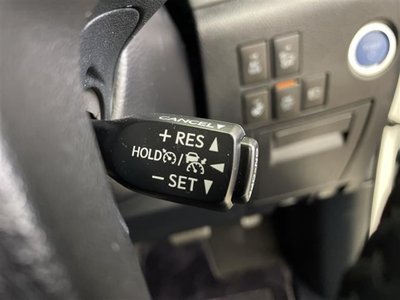 CANCEL
+ RES
HOLD /
− SET